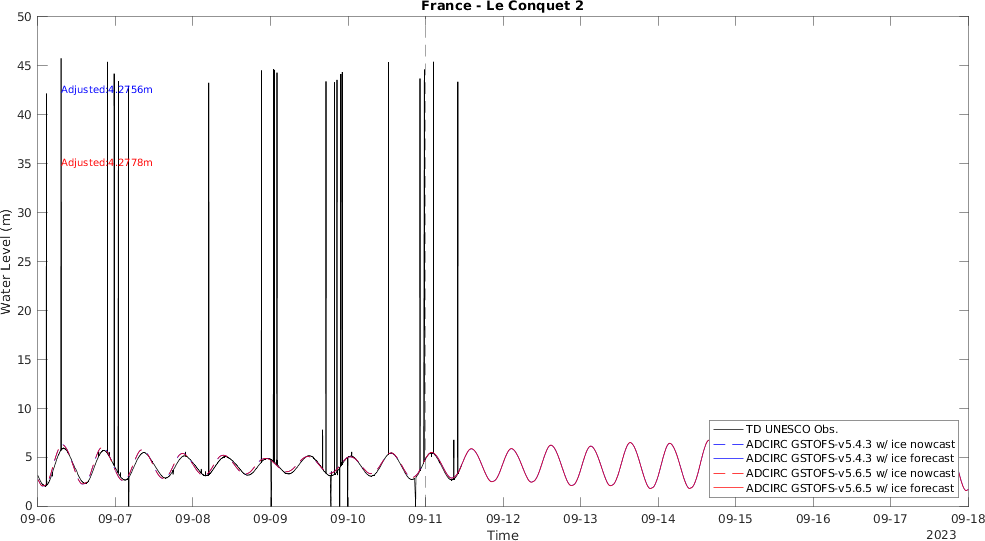 France - Le Conquet 2
50
45
40
35
30
25
20
15
10
5
0
Water Level (m)
Adjusted:4.2756m
Adjusted:4.2778m
TD UNESCO Obs.
ADCIRC GSTOFS-v5.4.3 w/ ice nowcast
ADCIRC GSTOFS-v5.4.3 w/ ice forecast
ADCIRC GSTOFS-v5.6.5 w/ ice nowcast
ADCIRC GSTOFS-v5.6.5 w/ ice forecast
09-06 09-07 09-08 09-09 09-10 09-11 09-12 09-13 09-14 09-15 09-16 09-17 09-18
Time
2023